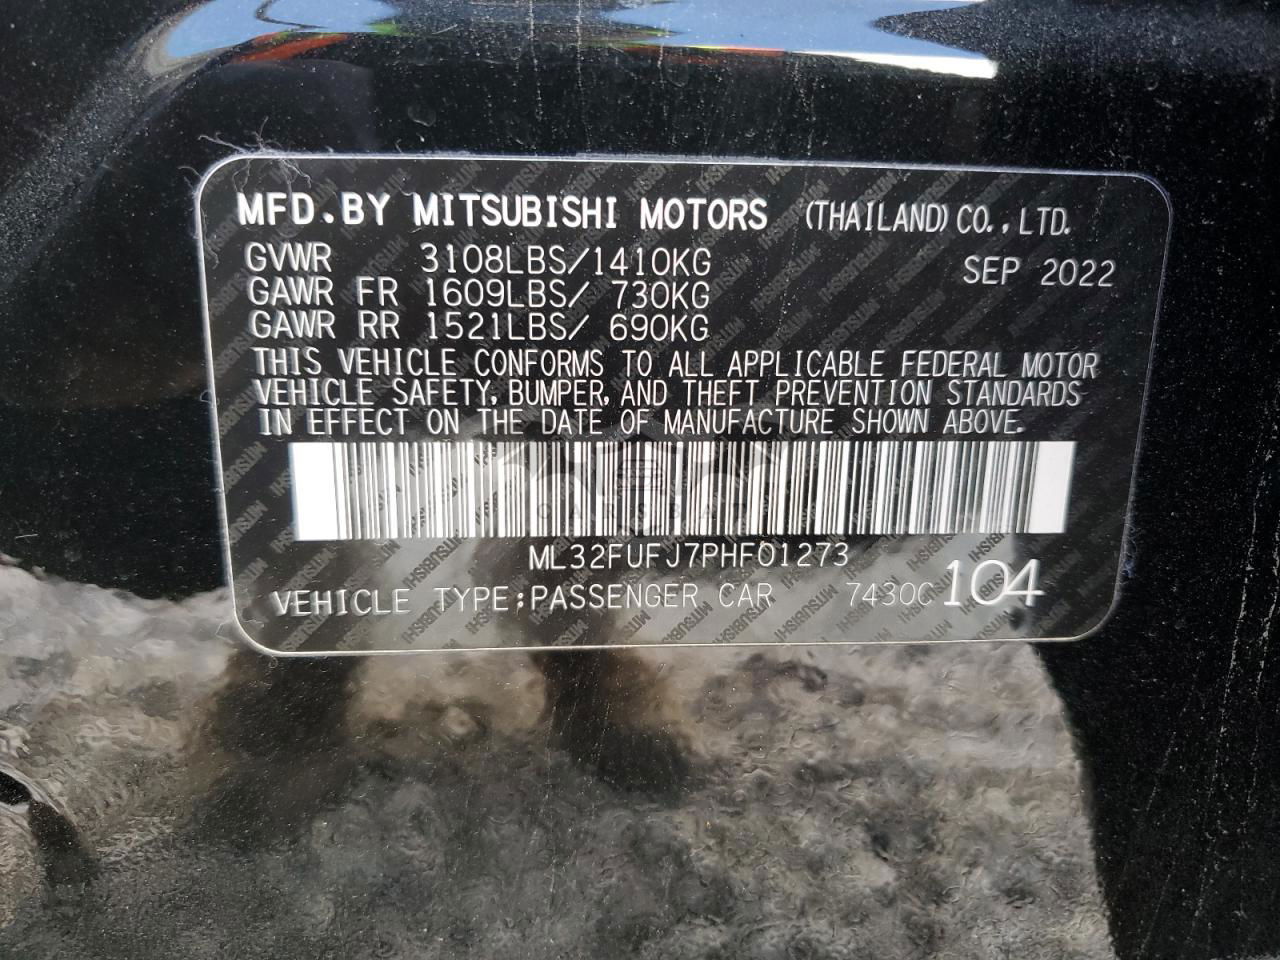 MFD.BY MITSUBISHI MOTORS (THAILAND)CO.,LTD.
GVWR 3108LBS/1410KG SEP 2022
GAWR FR 1609LBS/ 730KG
GAWR RR 1521LBS/ 690KG
THIS VEHICLE CONFORMS TO ALL APPLICABLE FEDERAL MOTOR
VEHICLE SAFETY, BUMPER, AND THEFT PREVENTION STANDARDS
IN EFFECT ON THE DATE OF MANUFACTURE SHOWN ABOVE.
ML32FUFJ7PHF01273
VEHICLE TYPE;PASSENGER CAR 7430C 104